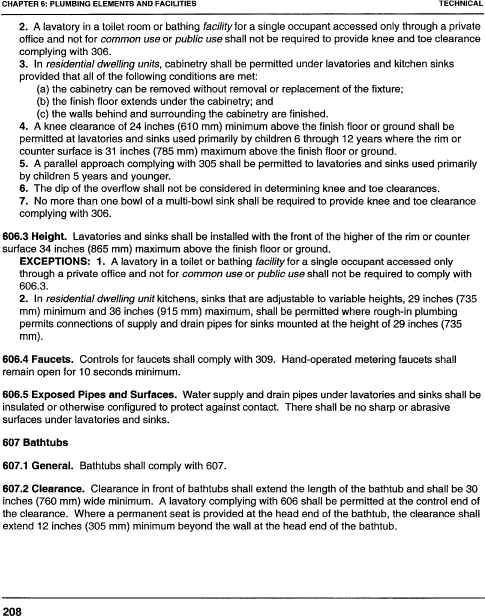 CHAPTER 6: PLUMBING ELEMENTS AND FACILITIES TECHNICAL
2. A lavatory in a toilet room or bathing facility for a single occupant accessed only through a private
office and not for common use or public use shall not be required to provide knee and toe clearance
complying with 306.
3. In residential dwelling units, cabinetry shall be permitted under lavatories and kitchen sinks
provided that all of the following conditions are met:
(a) the cabinetry can be removed without removal or replacement of the fixture;
(b) the finish floor extends under the cabinetry; and
(c) the walls behind and surrounding the cabinetry are finished.
4. A knee clearance of 24 inches (610 mm) minimum above the finish floor or ground shall be
permitted at lavatories and sinks used primarily by children 6 through 12 years where the rim or
counter surface is 31 inches (785 mm) maximum above the finish floor or ground.
5. A parallel approach complying with 305 shall be permitted to lavatories and sinks used primarily
by children 5 years and younger.
6. The dip of the overflow shall not be considered in determining knee and toe clearances.
7. No more than one bowl of a multi-bowl sink shall be required to provide knee and toe clearance
complying with 306.
606.3 Height. Lavatories and sinks shall be installed with the front of the higher of the rim or counter
surface 34 inches (865 mm) maximum above the finish floor or ground.
EXCEPTIONS: 1. A lavatory in a toilet or bathing facility for a single occupant accessed only
through a private office and not for common use or public use shall not be required to comply with
606.3.
2. In residential dwelling unit kitchens, sinks that are adjustable to variable heights, 29 inches (735
mm) minimum and 36 inches (915 mm) maximum, shall be permitted where rough-in plumbing
permits connections of supply and drain pipes for sinks mounted at the height of 29 inches (735
mm).
606.4 Faucets. Controls for faucets shall comply with 309. Hand-operated metering faucets shall
remain open for 10 seconds minimum.
606.5 Exposed Pipes and Surfaces. Water supply and drain pipes under lavatories and sinks shall be
insulated or otherwise configured to protect against contact. There shall be no sharp or abrasive
surfaces under lavatories and sinks.
607 Bathtubs
607.1 General. Bathtubs shall comply with 607.
607.2 Clearance. Clearance in front of bathtubs shall extend the length of the bathtub and shall be 30
inches (760 mm) wide minimum. A lavatory complying with 606 shall be permitted at the control end of
the clearance. Where a permanent seat is provided at the head end of the bathtub, the clearance shall
extend 12 inches (305 mm) minimum beyond the wall at the head end of the bathtub.
208